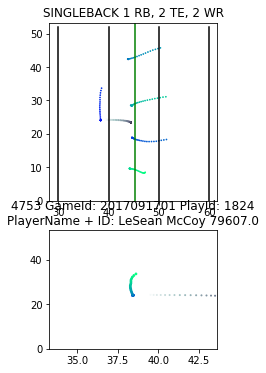 SINGLEBACK 1 RB, 2 TE, 2 WR
50
40
30
20
10
0
30 40 50 60
4753 GameId: 2017091701 PlayId: 1824
PlayerName + ID: LeSean McCoy 79607.0
40
20
0
35.0 37.5 40.0 42.5